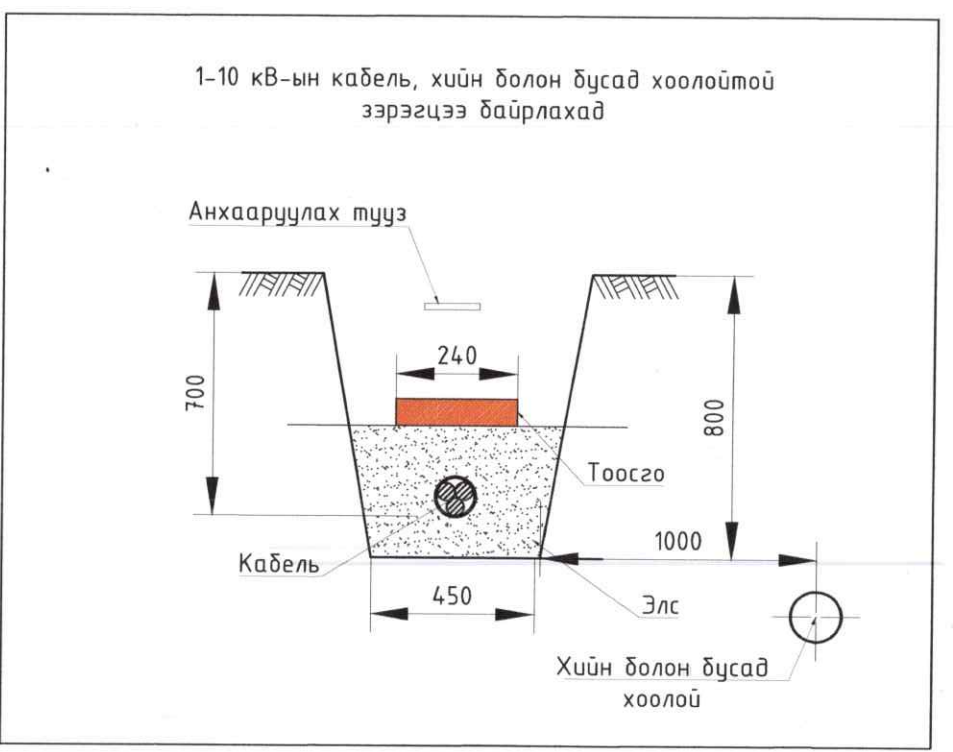 1-10 кВ-ын кабель, хийн болон бусад хоолойтой
зэрэгцээ байрлахад
Анхааруулах тууз
240
700
800
Тоосго
1000
Кабель
450
Элс
Хийн болон бусад
хоолой